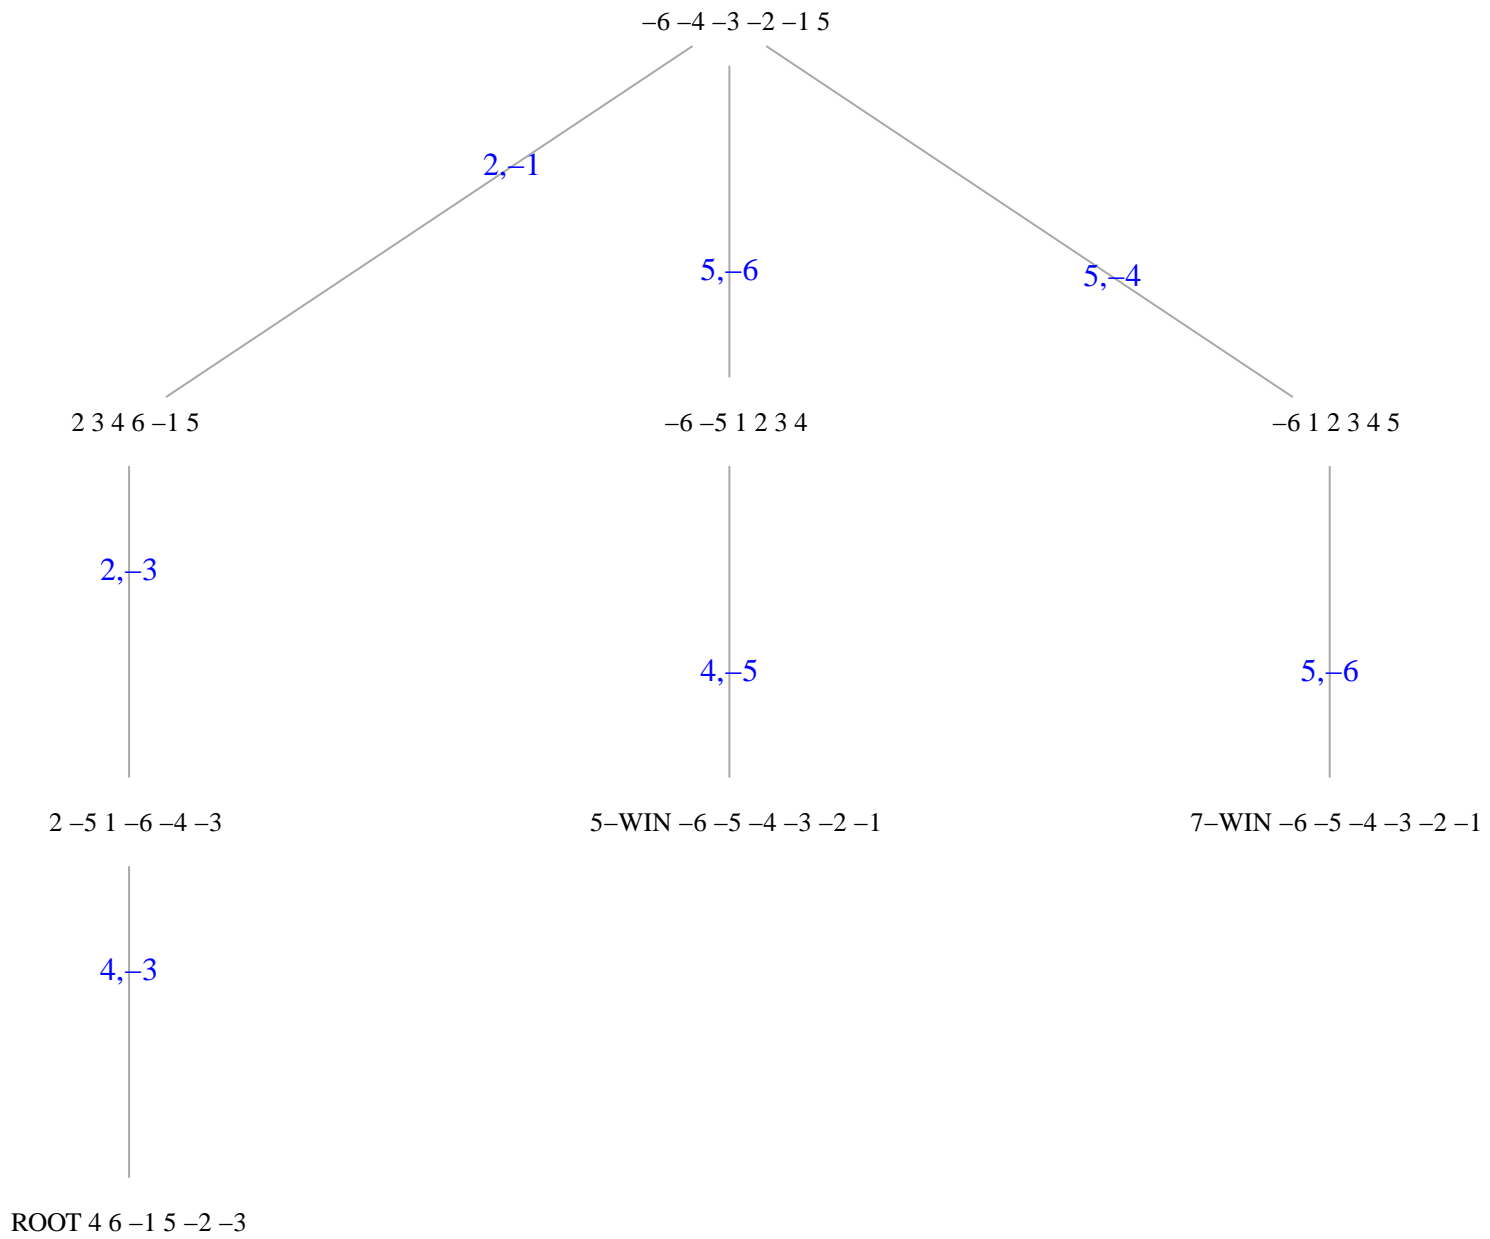 –6 –4 –3 –2 –1 5
2,–1
5,–6
5,–4
2 3 4 6 –1 5
–6 –5 1 2 3 4
–6 1 2 3 4 5
2,–3
4,–5
5,–6
2 –5 1 –6 –4 –3
5–WIN –6 –5 –4 –3 –2 –1
7–WIN –6 –5 –4 –3 –2 –1
4,–3
ROOT 4 6 –1 5 –2 –3